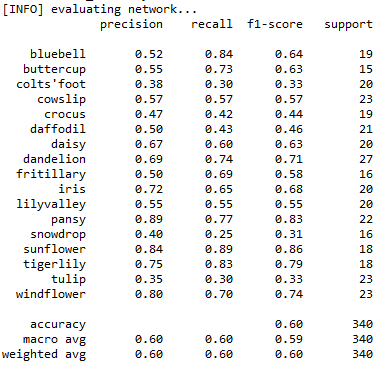 [INFO] evaluating network...
precision recall f1-score support
bluebell 0.52 0.84 0.64 19
buttercup 0.55 0.73 0.63 15
colts'foot 0.38 0.30 0.33 20
cowslip 0.57 0.57 0.57 23
crocus 0.47 0.42 0.44 19
daffodil 0.50 0.43 0.46 21
daisy 0.67 0.60 0.63 20
dandelion 0.69 0.74 0.71 27
fritillary 0.50 0.69 0.58 16
iris 0.72 0.65 0.68 20
lilyvalley 0.55 0.55 0.55 20
pansy 0.89 0.77 0.83 22
snowdrop 0.40 0.25 0.31 16
sunflower 0.84 0.89 0.86 18
tigerlily 0.75 0.83 0.79 18
tulip 0.35 0.30 0.33 23
windflower 0.80 0.70 0.74 23
accuracy 0.60 340
macro avg 0.60 0.60 0.59 340
weighted avg 0.60 0.60 0.60 340